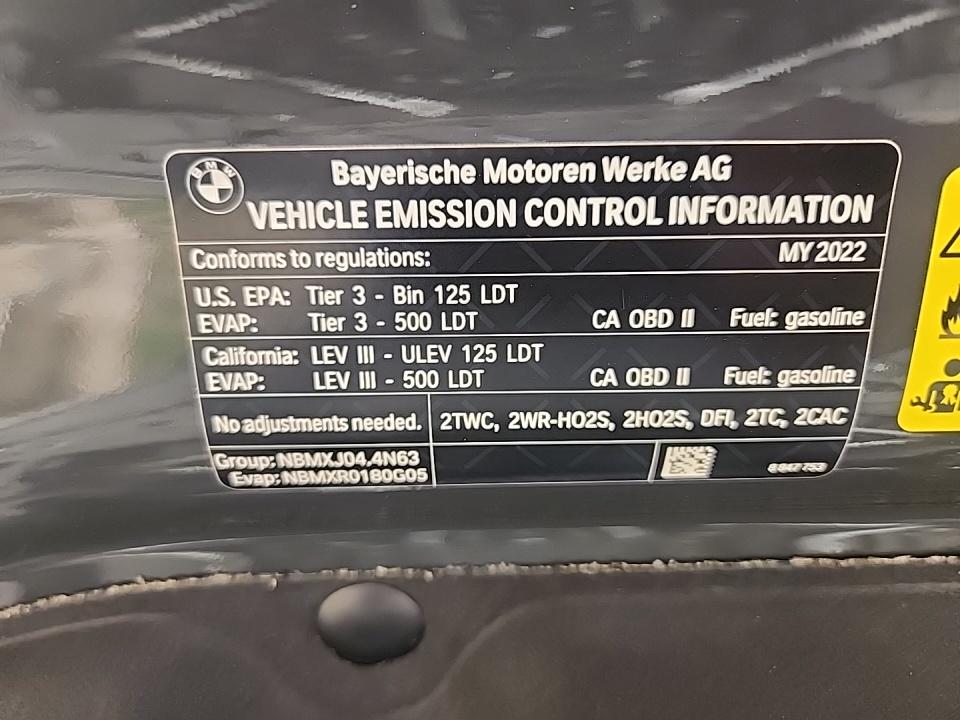 BMW
Bayerische Motoren Werke AG
VEHICLE EMISSION CONTROL INFORMATION
Conforms to regulations: MY 2022
U.S. EPA: Tier 3 - Bin 125 LDT
EVAP: Tier 3 - 500 LDT CA OBD II Fuel: gasoline
California: LEV III - ULEV 125 LDT
EVAP: LEV III - 500 LDT CA OBD II Fuel: gasoline
No adjustments needed. 2TWC, 2WR-HO2S, 2HO2S, DFI, 2TC, 2CAC
Group: NBMXJ04.4N63
Evap: NBMXR0180G05